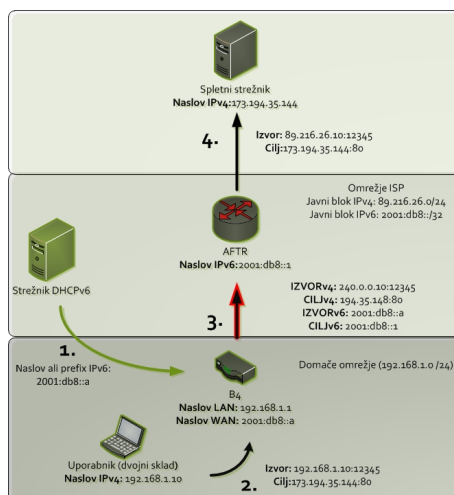 Spletni strežnik
Naslov IPv4:173.194.35.144
4.
Izvor: 89.216.26.10:12345
Cilj:173.194.35.144:80
Omrežje ISP
Javni blok IPv4: 89.216.26.0/24
Javni blok IPv6: 2001:db8::/32
AFTR
Naslov IPv6:2001:db8::1
Strežnik DHCPv6
IZVORv4: 240.0.0.10:12345
CILJv4: 194.35.148:80
IZVORv6: 2001:db8::a
CILJv6: 2001:db8::1
3.
1.
Naslov ali prefix IPv6:
2001:db8::a
Domače omrežje (192.168.1.0 /24)
B4
Naslov LAN: 192.168.1.1
Naslov WAN: 2001:db8::a
Uporabnik (dvojni sklad)
Naslov IPv4: 192.168.1.10
2.
Izvor: 192.168.1.10:12345
Cilj:173.194.35.144:80